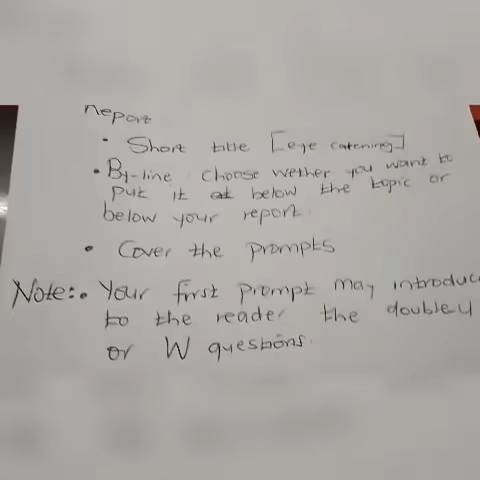 Report
• Short title [eye catening]
• By-line choose wether you want to
put it at below the topic or
below your report.
• Cover the prompts
Note:• Your first prompt may introduc
to the reader the double-u
or W questions.